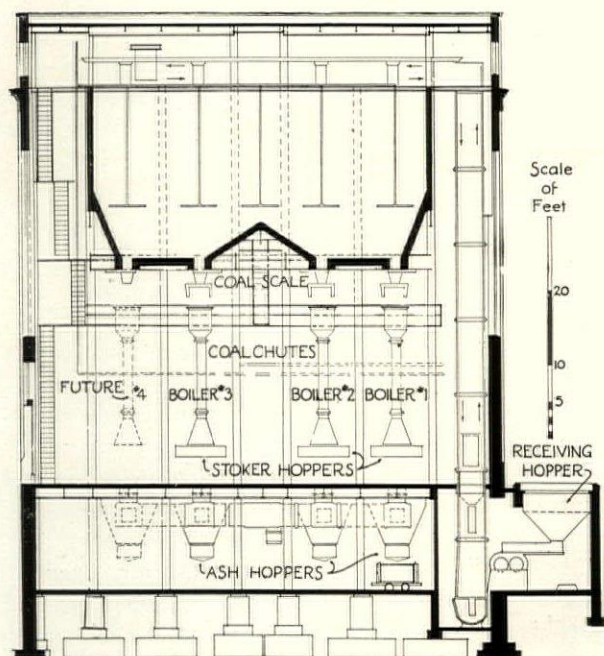 Scale
of
Feet
20
10
5
COAL SCALE
COAL CHUTES
FUTURE #4
BOILER #3
BOILER #2
BOILER #1
STOKER HOPPERS
RECEIVING
HOPPER
ASH HOPPERS